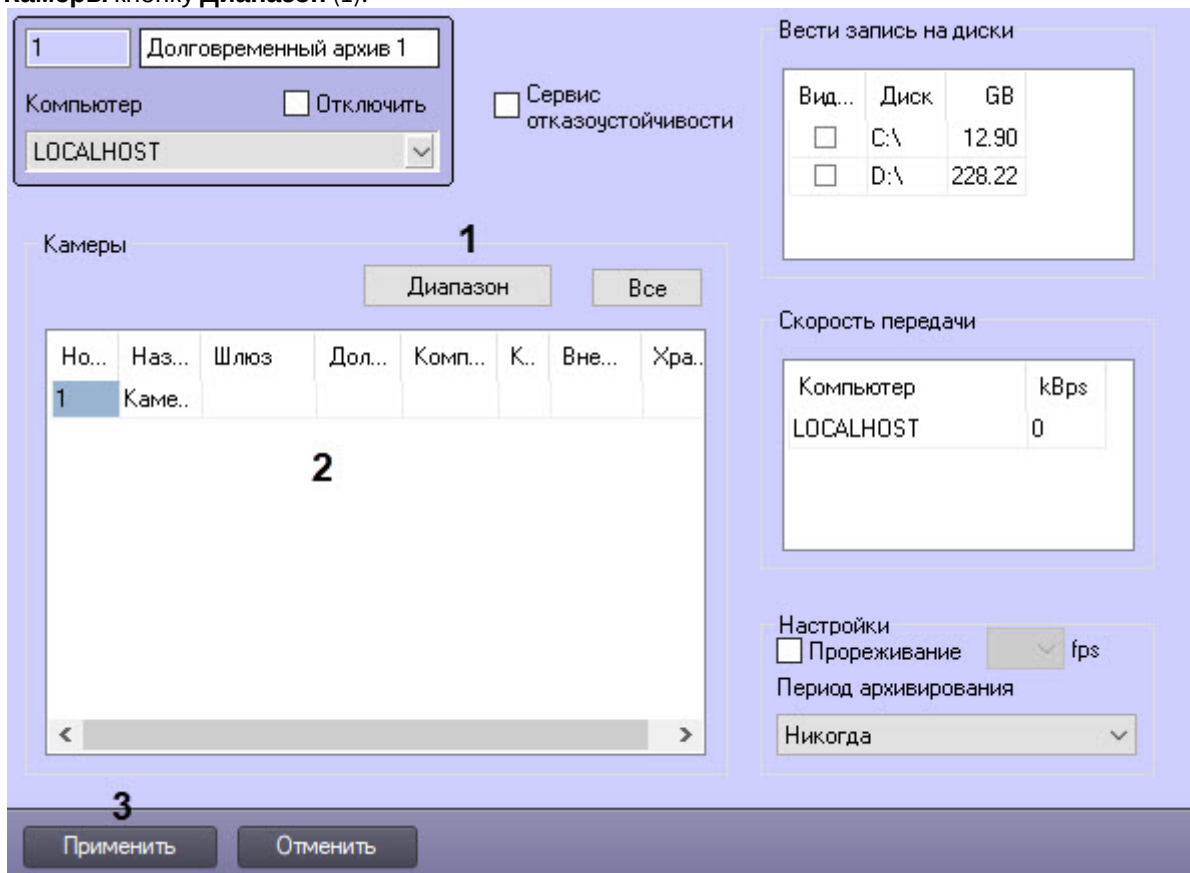 Камеры кнопку Диапазон (1).
1 Долговременный архив 1
Компьютер Отключить
LOCALHOST
Сервис
отказоустойчивости
Вести запись на диски
Вид... Диск GB
C:\ 12.90
D:\ 228.22
Камеры
1
Диапазон Все
Но... Наз... Шлюз Дол... Комп... К.. Вне... Хра..
1 Каме..
2
Скорость передачи
Компьютер kBps
LOCALHOST 0
Настройки
Прореживание fps
Период архивирования
Никогда
3
Применить Отменить